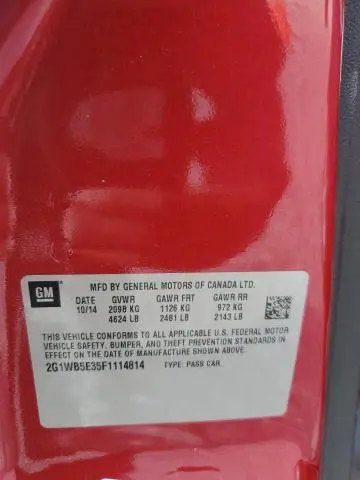 GM
MFD BY GENERAL MOTORS OF CANADA LTD.
DATE GVWR GAWR FRT GAWR RR
10/14 2098 KG 1126 KG 972 KG
4624 LB 2481 LB 2143 LB
THIS VEHICLE CONFORMS TO ALL APPLICABLE U.S. FEDERAL MOTOR
VEHICLE SAFETY, BUMPER, AND THEFT PREVENTION STANDARDS IN
EFFECT ON THE DATE OF MANUFACTURE SHOWN ABOVE.
2G1WB5E35F1114814 TYPE: PASS CAR